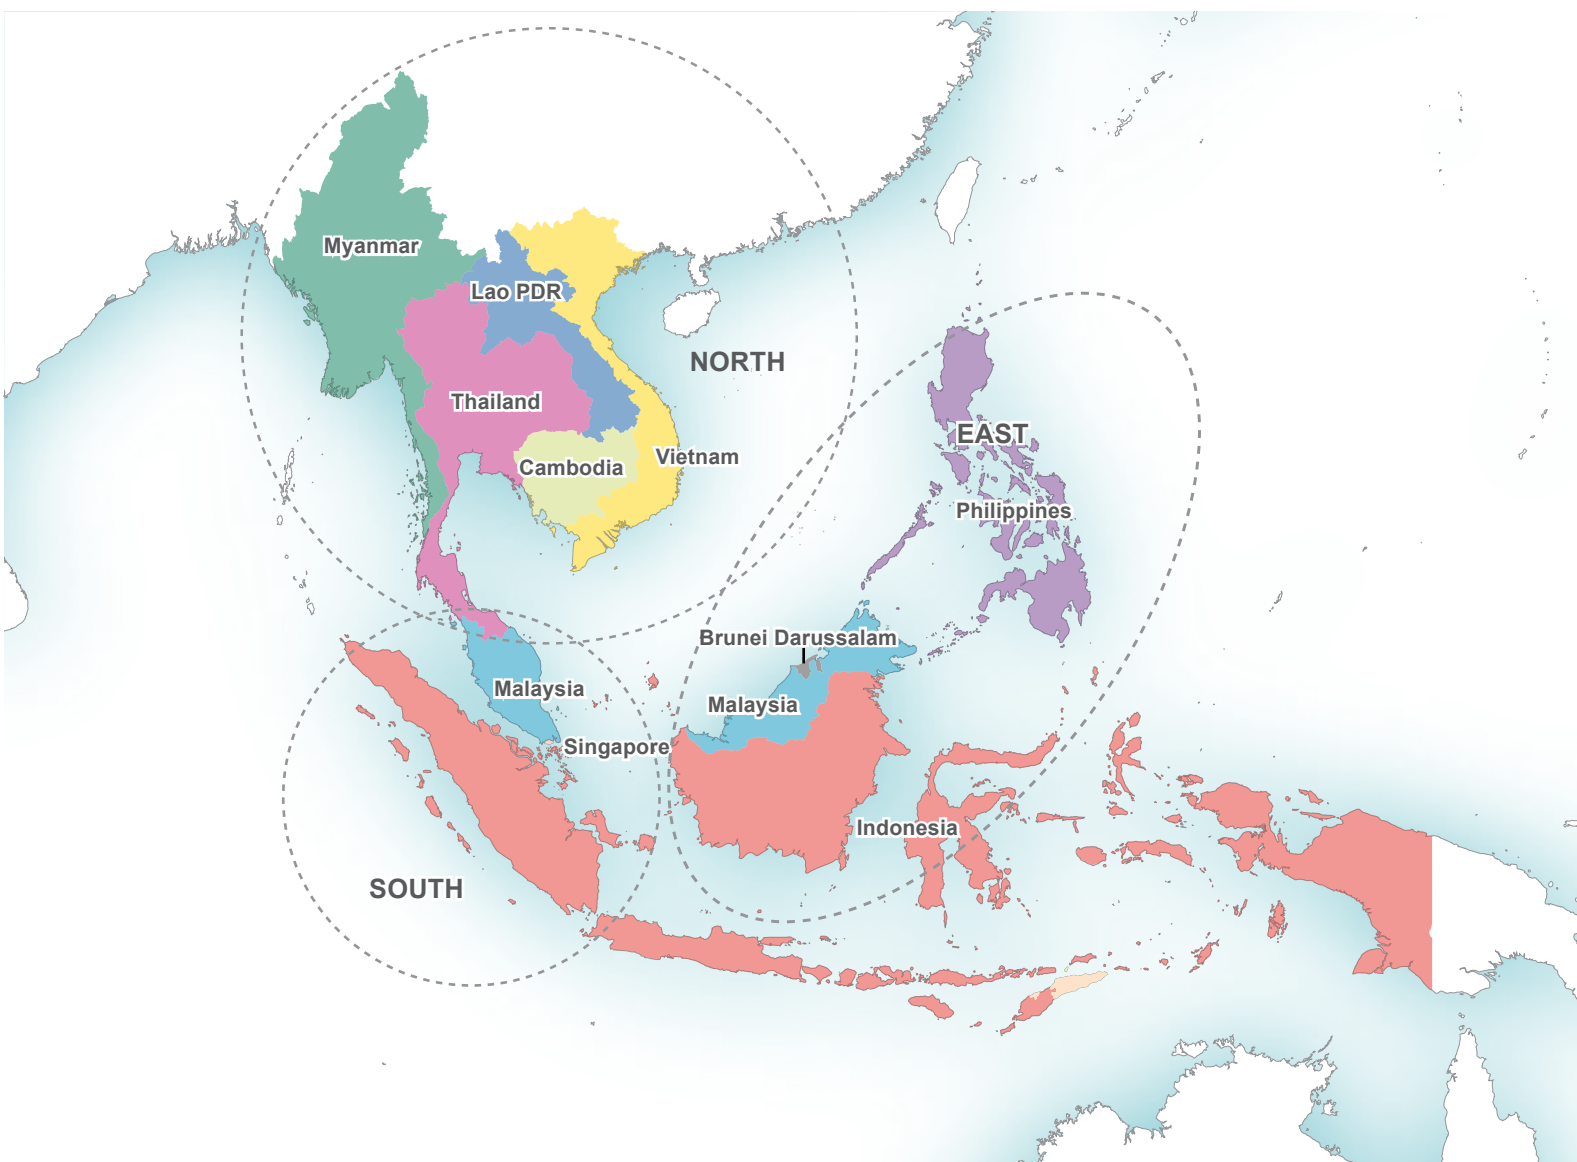 Myanmar
Lao PDR
NORTH
Thailand
EAST
Vietnam
Cambodia
Philippines
Brunei Darussalam
Malaysia
Malaysia
Singapore
Indonesia
SOUTH